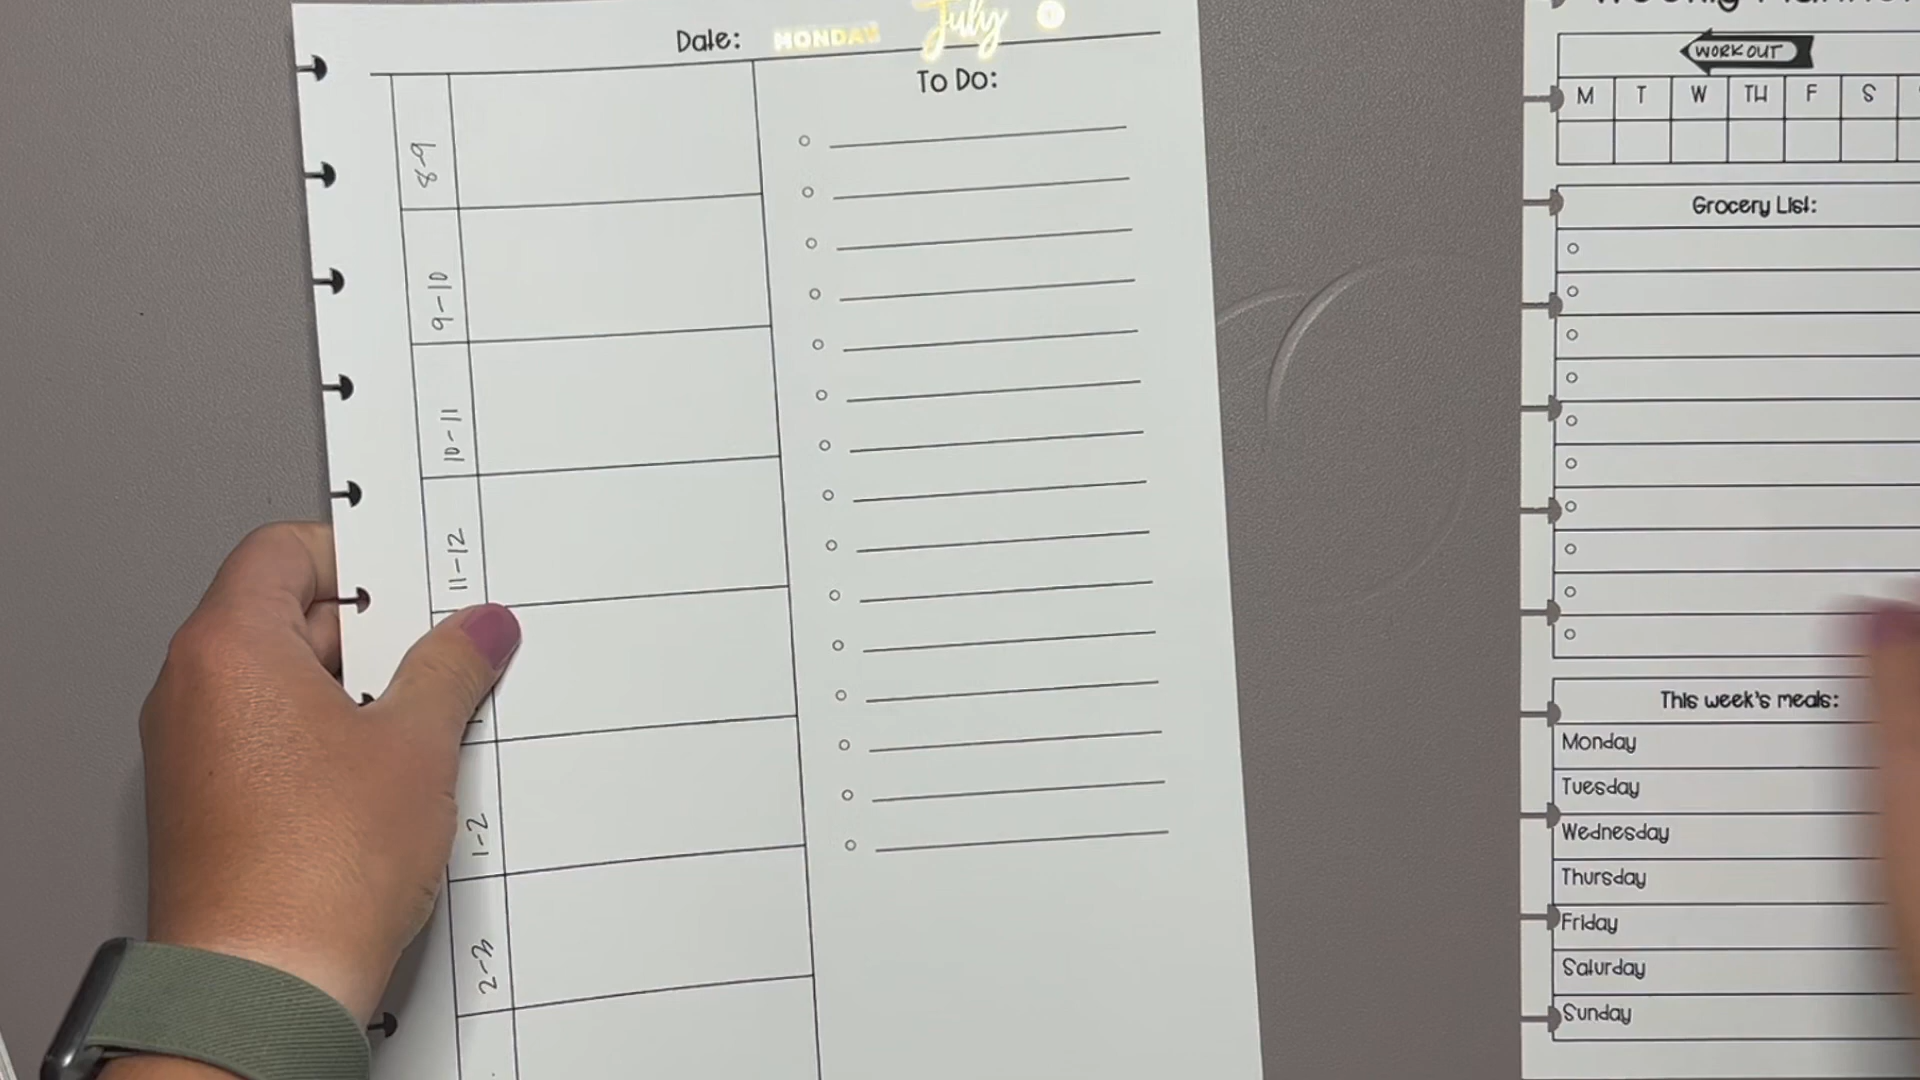 Date: MONDAY July 1
To Do:
8-9
9-10
10-11
11-12
1-2
2-3
WORK OUT
M T W TH F S
Grocery List:
This week's meals:
Monday
Tuesday
Wednesday
Thursday
Friday
Saturday
Sunday